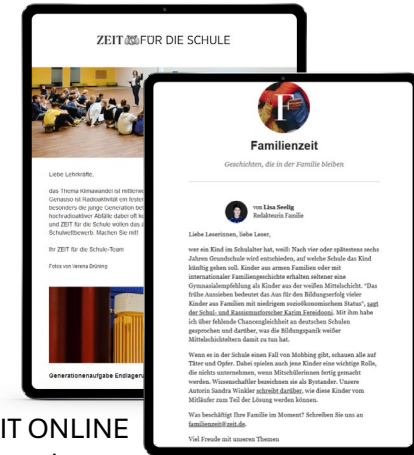 ZEIT FÜR DIE SCHULE
Liebe Lehrkräfte,
das Thema Klimawandel ist
Genauso ist Radioaktivität ein
besonders die junge Generation
hochradioaktiver Abfälle dabei oft
und ZEIT für die Schule wollen das
Schulwettbewerb. Machen Sie mit!
Ihr ZEIT für die Schule-Team
Fotos von Verena Brüning
Generationenaufgabe
F
Familienzeit
Geschichten, die in der Familie bleiben
von Lisa Seelig
Redakteurin Familie
Liebe Leserinnen, liebe Leser,
wer ein Kind im Schulalter hat, weiß: Nach vier oder spätestens sechs
Jahren Grundschule wird entschieden, auf welche Schule das Kind
künftig gehen soll. Kinder aus armen Familien oder mit
internationaler Familiengeschichte erhalten seltener eine
Gymnasialempfehlung als Kinder aus der weißen Mittelschicht. "Das
frühe Aussieben bedeutet das Aus für den Bildungserfolg vieler
Kinder aus Familien mit niedrigem sozioökonomischem Status", sagt
der Schul- und Rassismusforscher Karim Fereidooni. Mit ihm habe
ich über fehlende Chancengleichheit an deutschen Schulen
gesprochen und darüber, was die Bildungspanik weißer
Mittelschichteltern damit zu tun hat.
Wenn es in der Schule einen Fall von Mobbing gibt, schauen alle auf
Täter und Opfer. Dabei spielen auch jene Kinder eine wichtige Rolle,
die nichts unternehmen, wenn Mitschülerinnen fertig gemacht
werden. Wissenschaftler bezeichnen sie als Bystander. Unsere
Autorin Sandra Winkler schreibt darüber, wie diese Kinder vom
Mitläufer zum Teil der Lösung werden können.
Was beschäftigt Ihre Familie im Moment? Schreiben Sie uns an
familienzeit@zeit.de.
Viel Freude mit unseren Themen
IT ONLINE